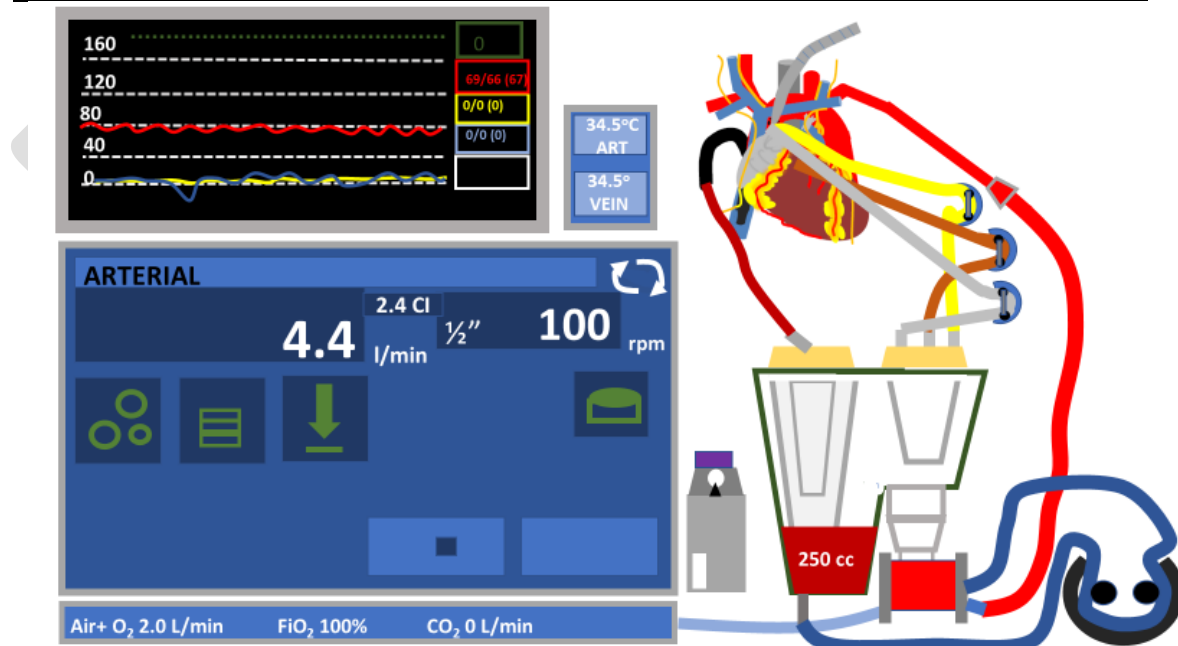 160
0
120
69/66 (67)
0/0 (0)
80
0/0 (0)
40
0
34.5°C
ART
34.5°
VEIN
ARTERIAL
2.4 CI
4.4 l/min
½” 100 rpm
250 cc
Air+ O₂ 2.0 L/min FiO₂ 100% CO₂ 0 L/min